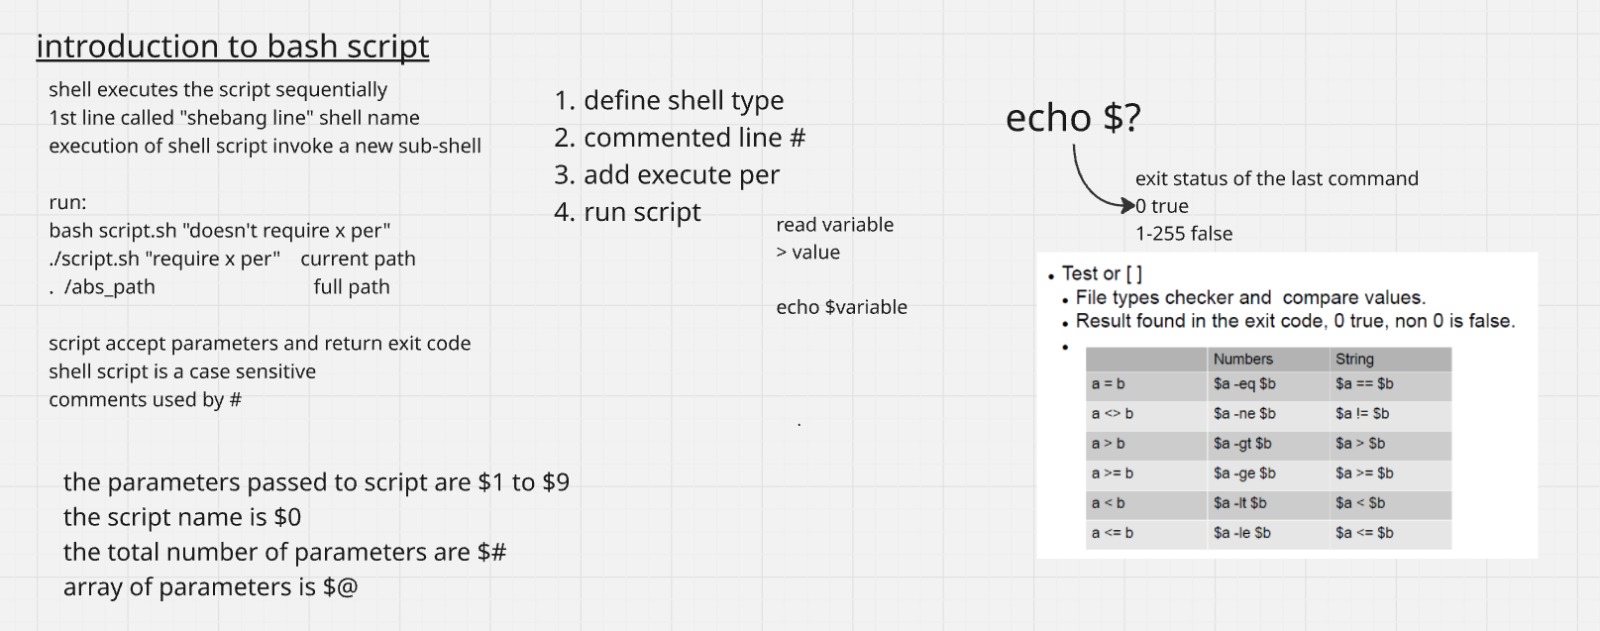 introduction to bash script
shell executes the script sequentially
1st line called "shebang line" shell name
execution of shell script invoke a new sub-shell
run:
bash script.sh "doesn't require x per"
./script.sh "require x per" current path
. /abs_path full path
script accept parameters and return exit code
shell script is a case sensitive
comments used by #
the parameters passed to script are $1 to $9
the script name is $0
the total number of parameters are $#
array of parameters is $@
1. define shell type
2. commented line #
3. add execute per
4. run script
read variable
> value
echo $variable
echo $?
exit status of the last command
0 true
1-255 false
• Test or [ ]
• File types checker and compare values.
• Result found in the exit code, 0 true, non 0 is false.
•
Numbers String
a = b $a -eq $b $a == $b
a <> b $a -ne $b $a != $b
a > b $a -gt $b $a > $b
a >= b $a -ge $b $a >= $b
a < b $a -lt $b $a < $b
a <= b $a -le $b $a <= $b